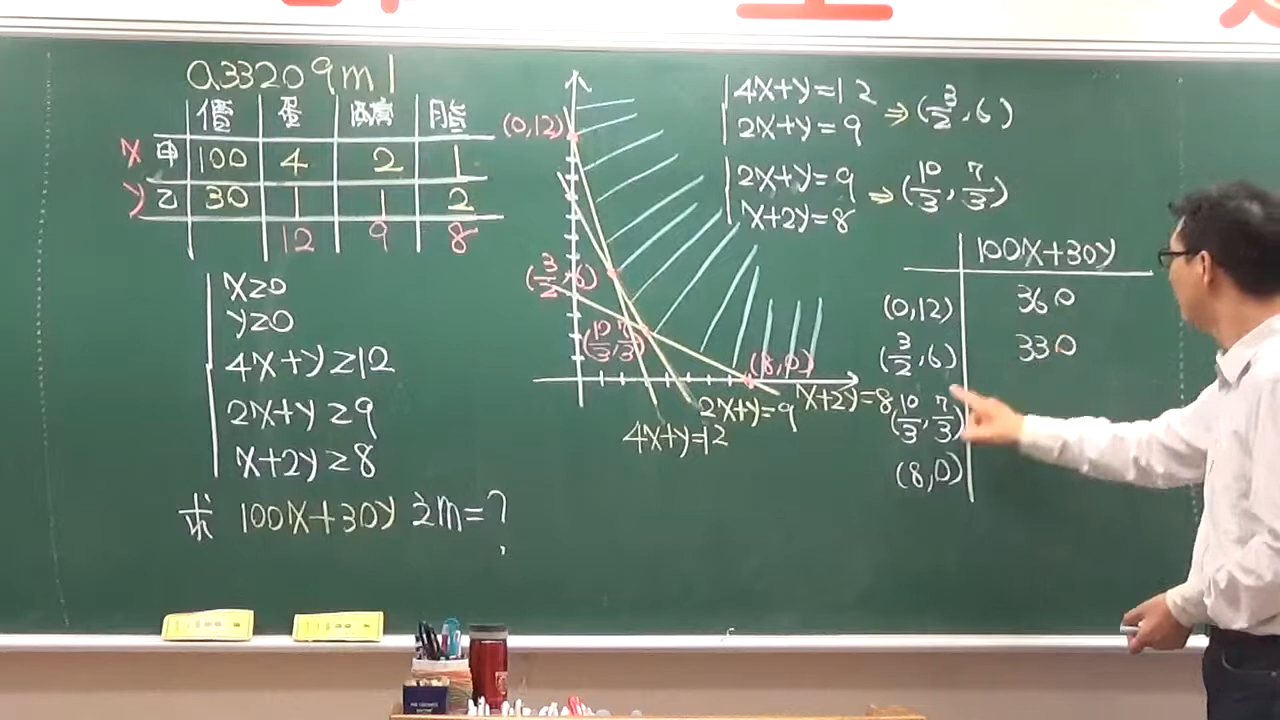 033209m1
價 蛋 碳 脂
X 甲 100 4 2 1
y 乙 30 1 1 2
12 9 8
X≥0
y≥0
4X+y≥12
2X+y≥9
X+2y≥8
求 100X+30y 之m=?
(0,12)
(3/2,6)
(10/3,7/3)
(8,0)
4X+y=12
2X+y=9
X+2y=8
4X+y=12
2X+y=9
⇒(3/2,6)
2X+y=9
X+2y=8
⇒(10/3,7/3)
100X+30y
(0,12) 360
(3/2,6) 330
(10/3,7/3)
(8,0)